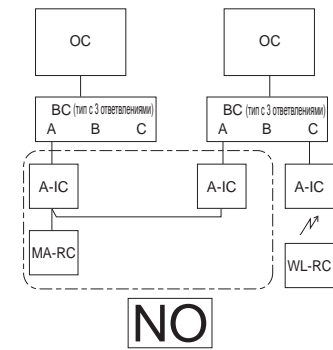 OC OC
BC (тип с 3 ответвлениями) BC (тип с 3 ответвлениями)
A B C A B C
A-IC A-IC A-IC
MA-RC WL-RC
NO